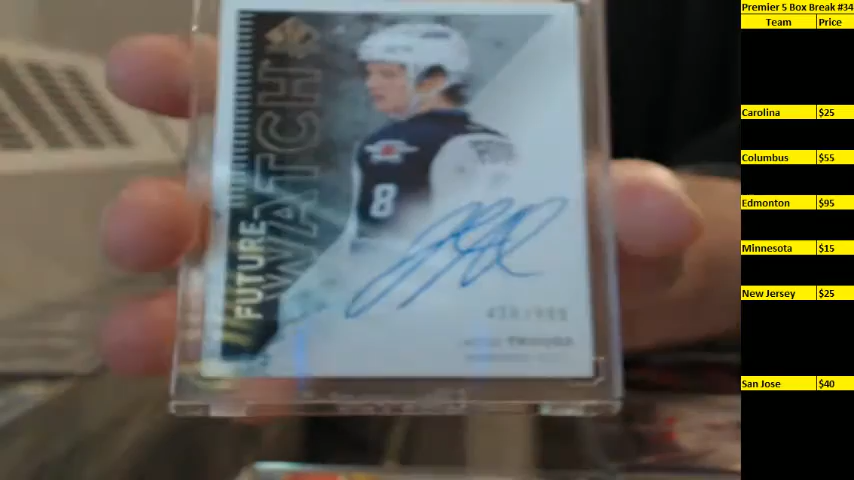 Premier 5 Box Break #34
Team Price
Carolina $25
Columbus $55
Edmonton $95
Minnesota $15
New Jersey $25
San Jose $40
FUTURE
WATCH
8
TROUBA